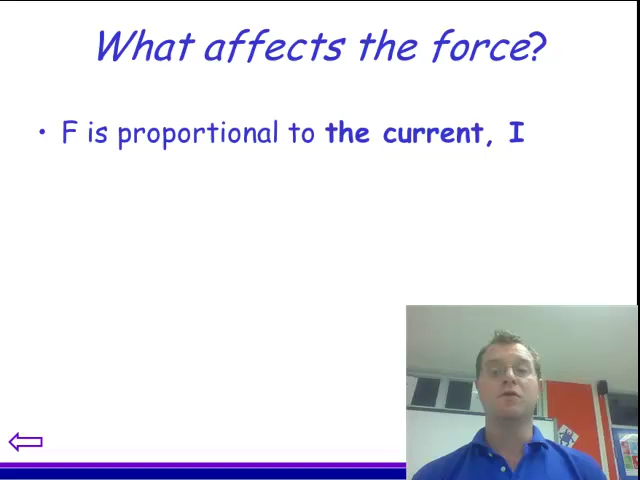 What affects the force?
• F is proportional to the current, I